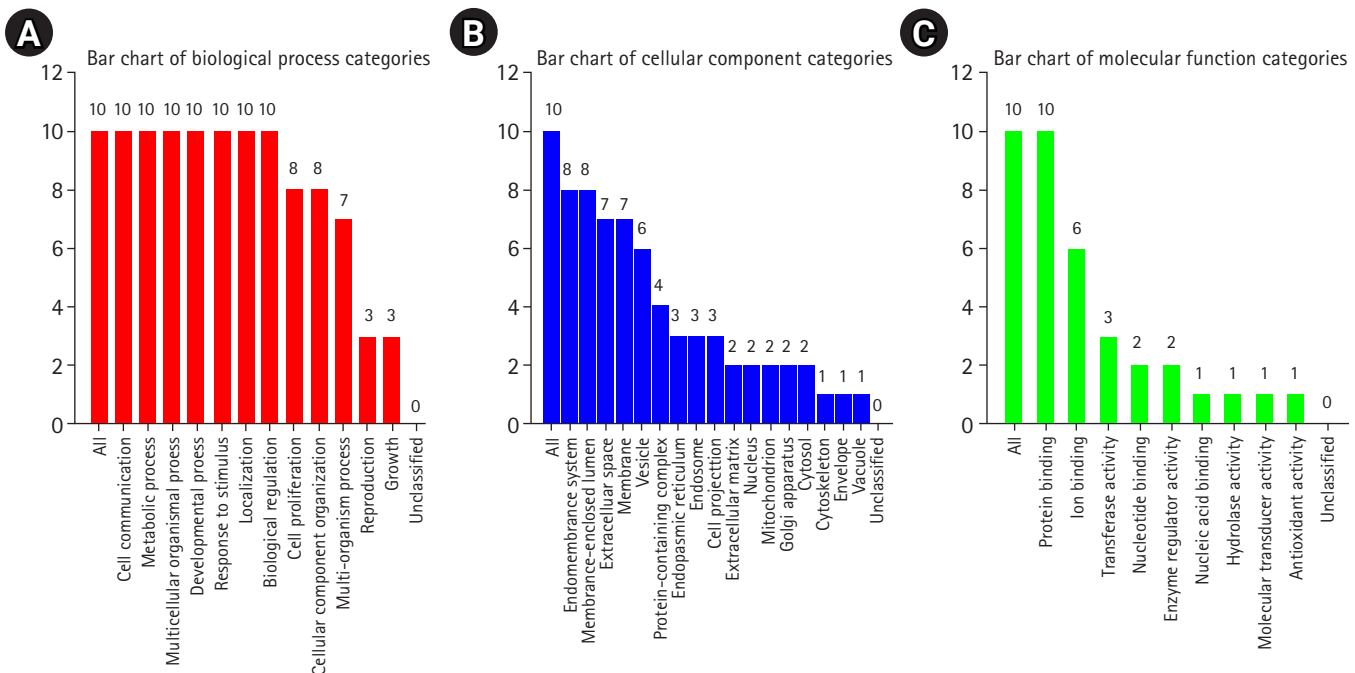 A
Bar chart of biological process categories
12
10
8
6
4
2
0
10
10
10
10
10
10
10
10
8
8
7
3
3
0
All
Cell communication
Metabolic process
Multicellular organismal proess
Developmental proess
Response to stimulus
Localization
Biological regulation
Cell proliferation
Cellular component organization
Multi-organism process
Reproduction
Growth
Unclassified
B
Bar chart of cellular component categories
12
10
8
6
4
2
0
10
8
8
7
7
6
4
3
3
3
2
2
2
2
2
1
1
1
0
All
Endomembrance system
Membrance-enclosed lumen
Extracelluar space
Membrane
Vesicle
Protein-containing complex
Endopasmic reticulum
Endosome
Cell projecttion
Extracellular matrix
Nucleus
Mitochondrion
Golgi apparatus
Cytosol
Cytoskeleton
Envelope
Vacuole
Unclassified
C
Bar chart of molecular function categories
12
10
8
6
4
2
0
10
10
6
3
2
2
1
1
1
1
0
All
Protein binding
Ion binding
Transferase activity
Nucleotide binding
Enzyme regulator activity
Nucleic acid binding
Hydrolase activity
Molecular transducer activity
Antioxidant activity
Unclassified